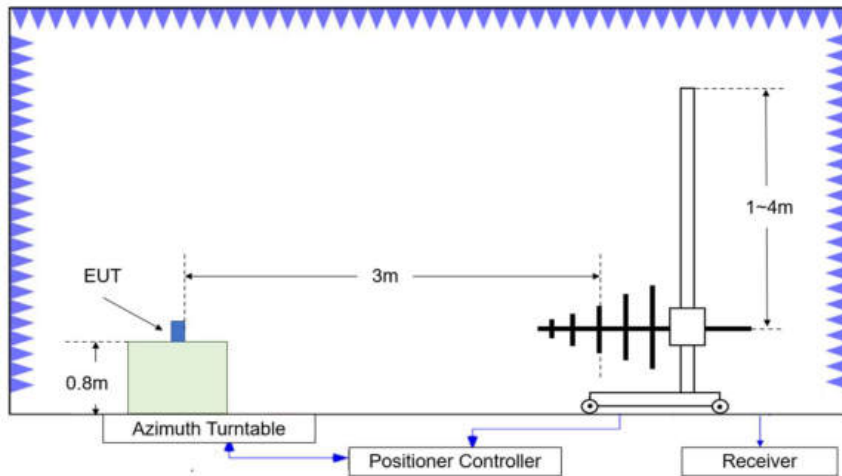 1~4m
EUT
3m
0.8m
Azimuth Turntable
Positioner Controller
Receiver